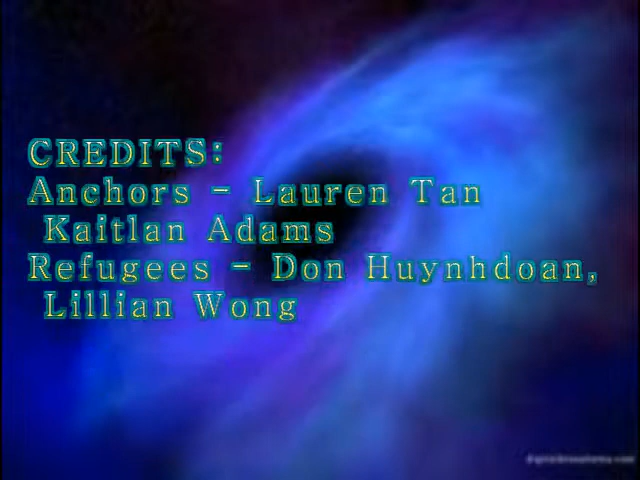 CREDITS:
Anchors - Lauren Tan
Kaitlan Adams
Refugees - Don Huynhdoan,
Lillian Wong